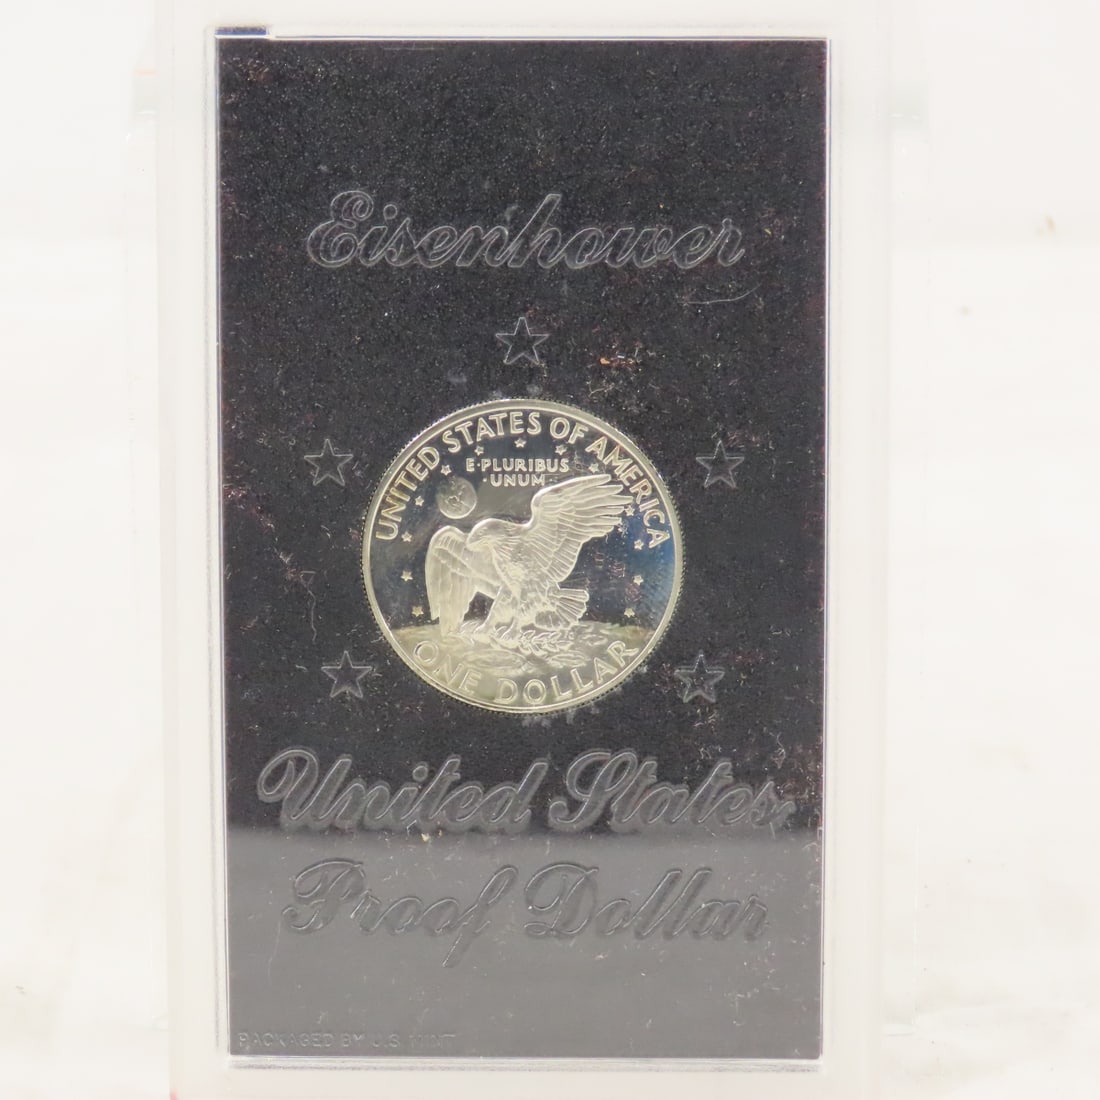 Eisenhower
UNITED STATES OF AMERICA
E·PLURIBUS
·UNUM·
ONE DOLLAR
United States
Proof Dollar
PACKAGED BY U.S. MINT